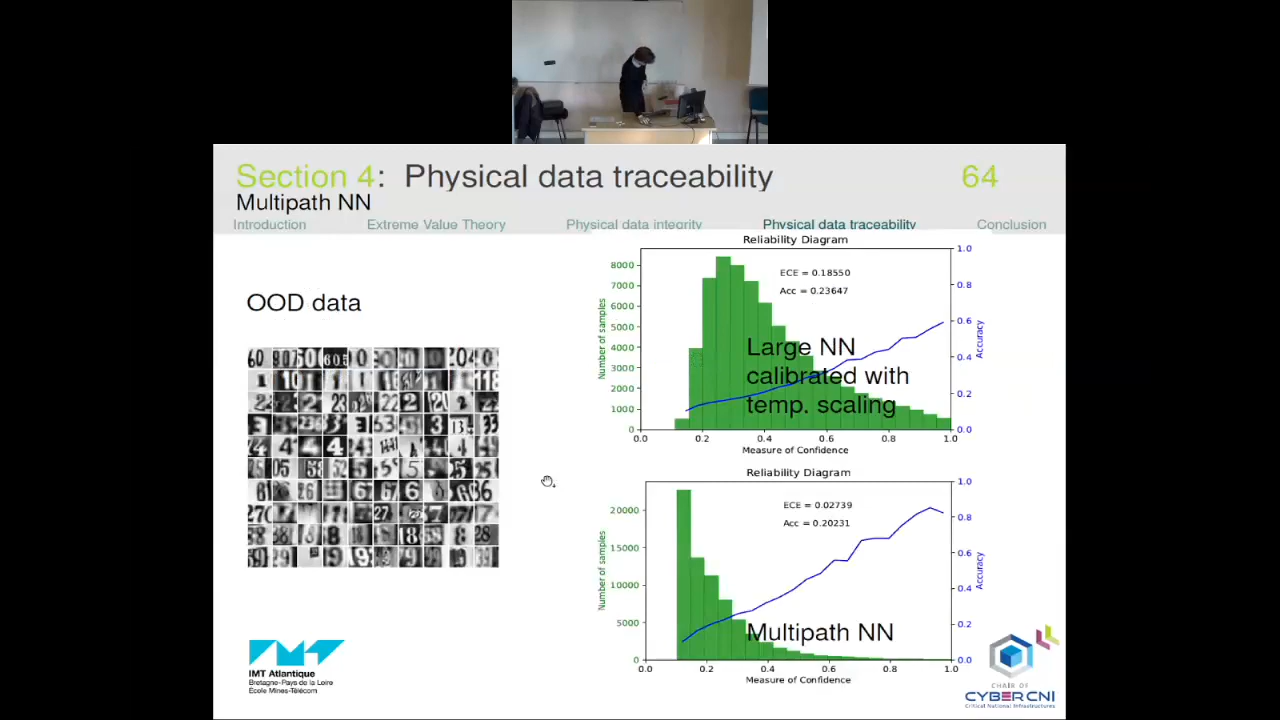 Section 4: Physical data traceability 64
Multipath NN
Introduction Extreme Value Theory Physical data integrity Physical data traceability Conclusion
OOD data
Reliability Diagram
ECE = 0.18550
Acc = 0.23647
Large NN
calibrated with
temp. scaling
Number of samples
8000
7000
6000
5000
4000
3000
2000
1000
0
1.0
0.8
0.6
0.4
0.2
0.0
Accuracy
0.0 0.2 0.4 0.6 0.8 1.0
Measure of Confidence
Reliability Diagram
ECE = 0.02739
Acc = 0.20231
Multipath NN
Number of samples
20000
15000
10000
5000
0
1.0
0.8
0.6
0.4
0.2
0.0
Accuracy
0.0 0.2 0.4 0.6 0.8 1.0
Measure of Confidence
IMT Atlantique
Bretagne-Pays de la Loire
École Mines-Télécom
CHAIR OF
CYBERCNI
Critical National Infrastructures